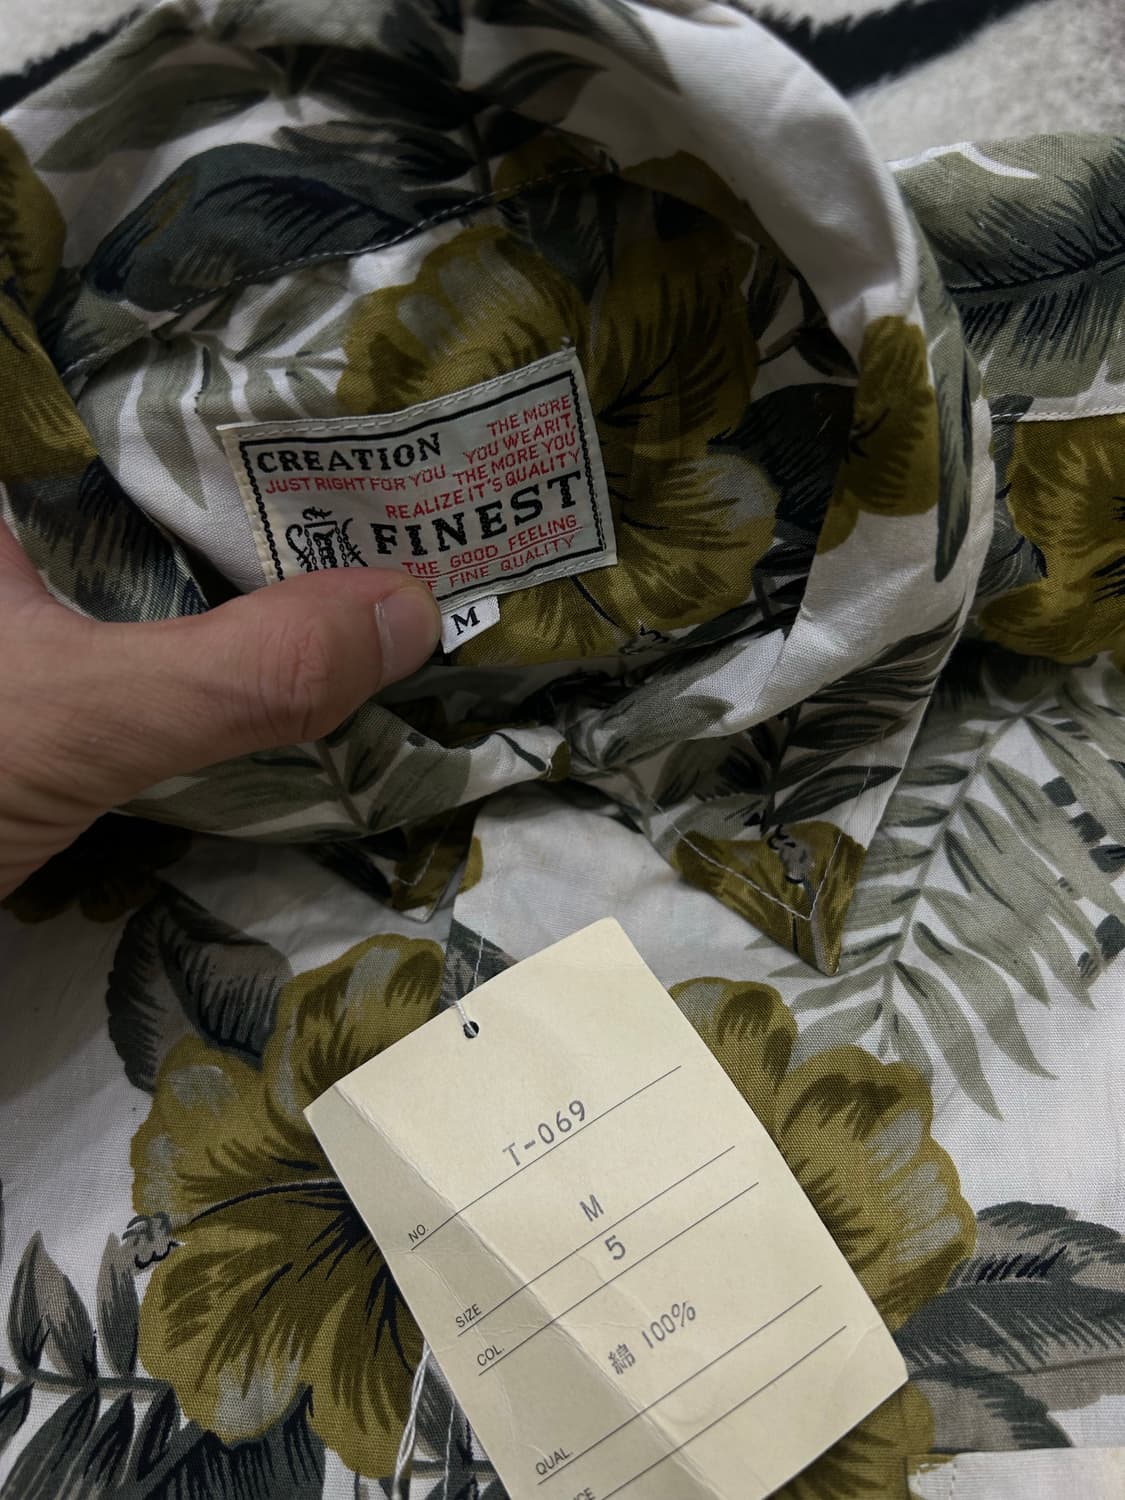 CREATION
JUST RIGHT FOR YOU
THE MORE
YOU WEAR IT,
THE MORE YOU
REALIZE IT'S QUALITY
FINEST
THE GOOD FEELING
FINE QUALITY
M
NO. T-069
SIZE M
COL. 5
綿 100%
QUAL.